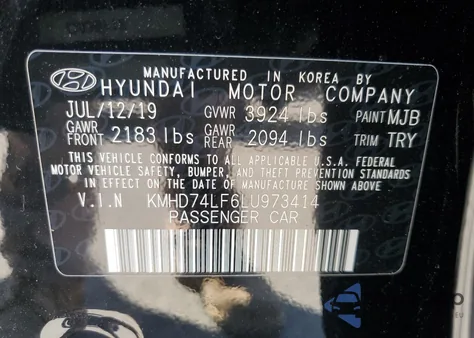 MANUFACTURED IN KOREA BY
HYUNDAI MOTOR COMPANY
JUL/12/19 GVWR 3924 lbs PAINT MJB
GAWR FRONT 2183 lbs GAWR REAR 2094 lbs TRIM TRY
THIS VEHICLE CONFORMS TO ALL APPLICABLE U.S.A. FEDERAL
MOTOR VEHICLE SAFETY, BUMPER, AND THEFT PREVENTION STANDARDS
IN EFFECT ON THE DATE OF MANUFACTURE SHOWN ABOVE.
V.I.N KMHD74LF6LU973414
PASSENGER CAR